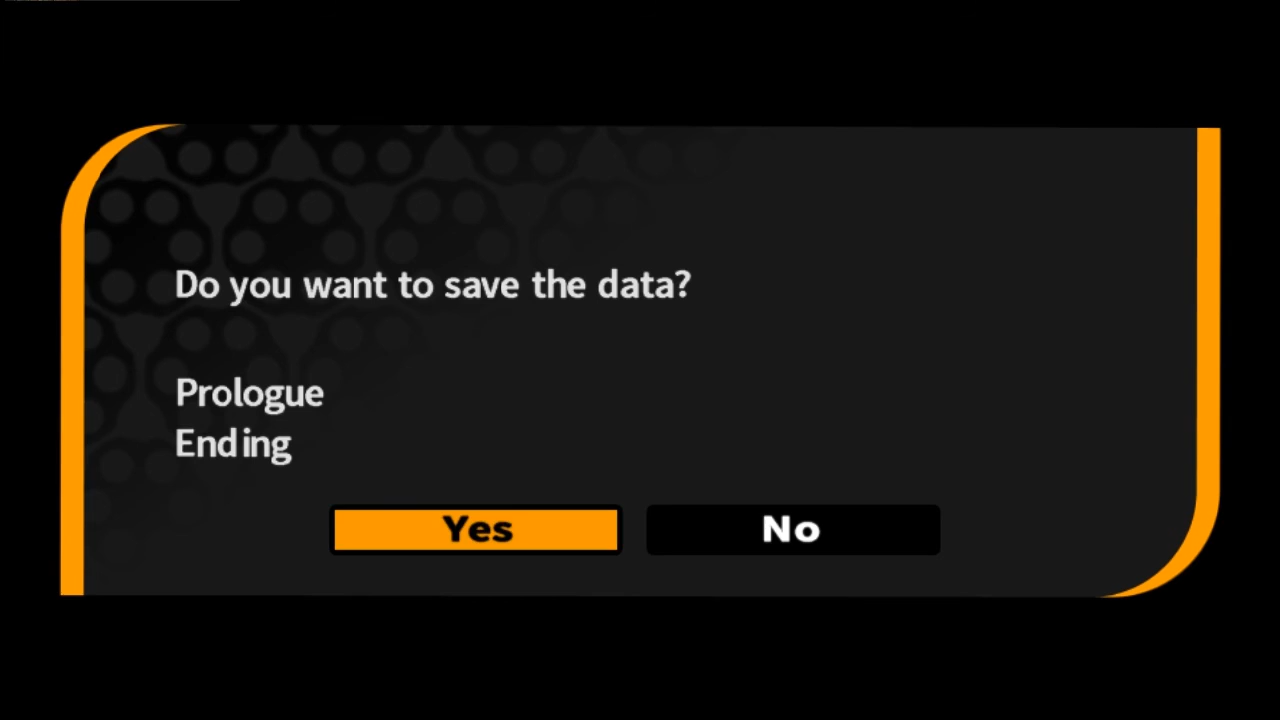 Do you want to save the data?
Prologue
Ending
Yes
No